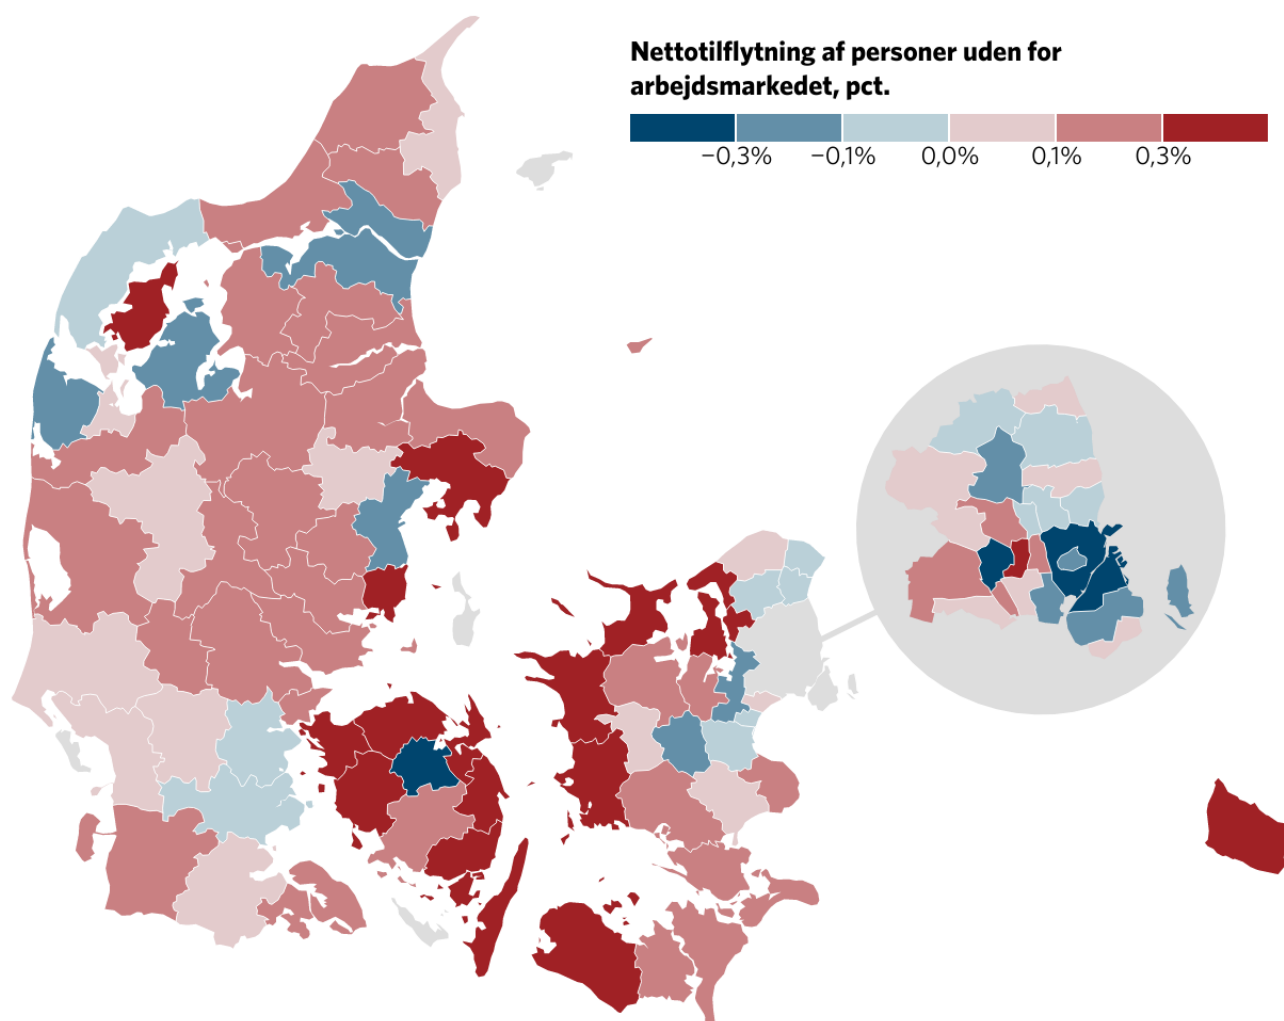 Nettotilflytning af personer uden for
arbejdsmarkedet, pct.
−0,3% −0,1% 0,0% 0,1% 0,3%